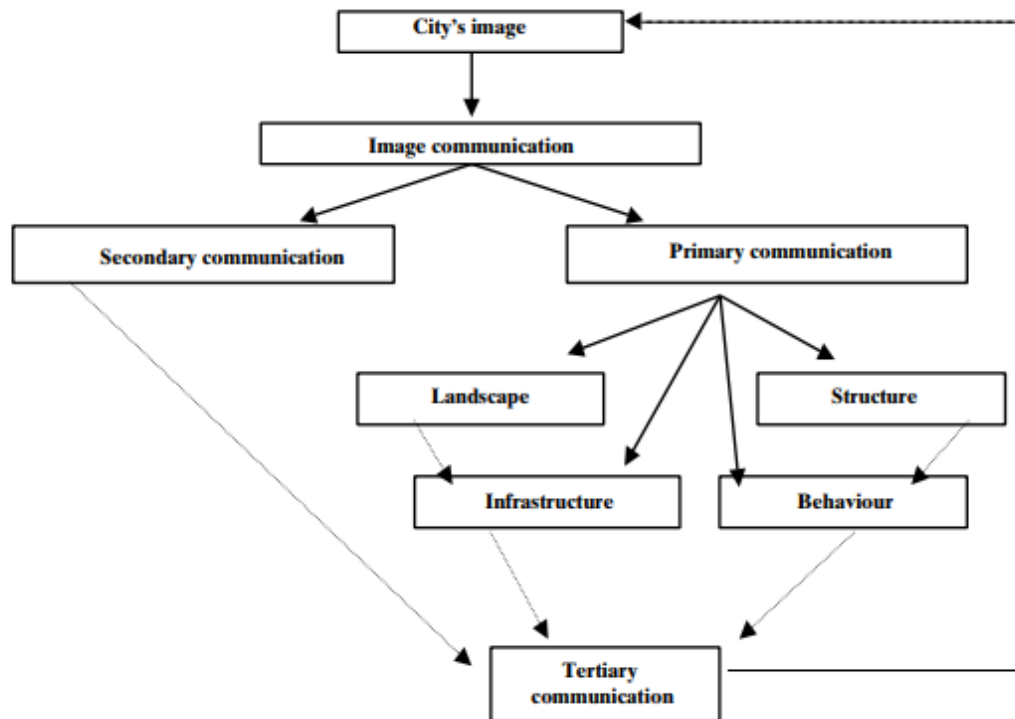 City's image
Image communication
Secondary communication
Primary communication
Landscape
Structure
Infrastructure
Behaviour
Tertiary
communication